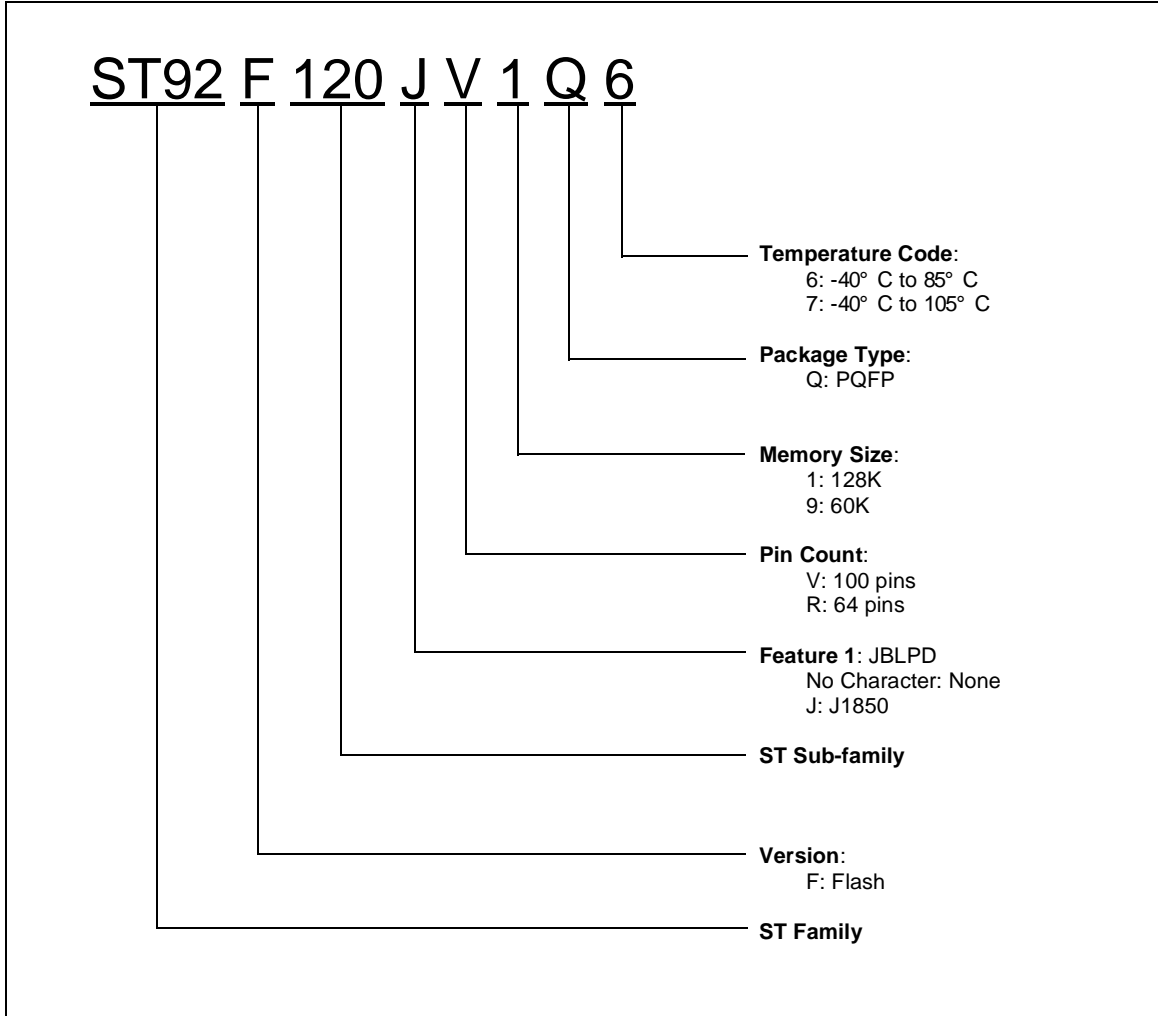 ST92 F 120 J V 1 Q 6
Temperature Code:
6: -40° C to 85° C
7: -40° C to 105° C
Package Type:
Q: PQFP
Memory Size:
1: 128K
9: 60K
Pin Count:
V: 100 pins
R: 64 pins
Feature 1: JBLPD
No Character: None
J: J1850
ST Sub-family
Version:
F: Flash
ST Family